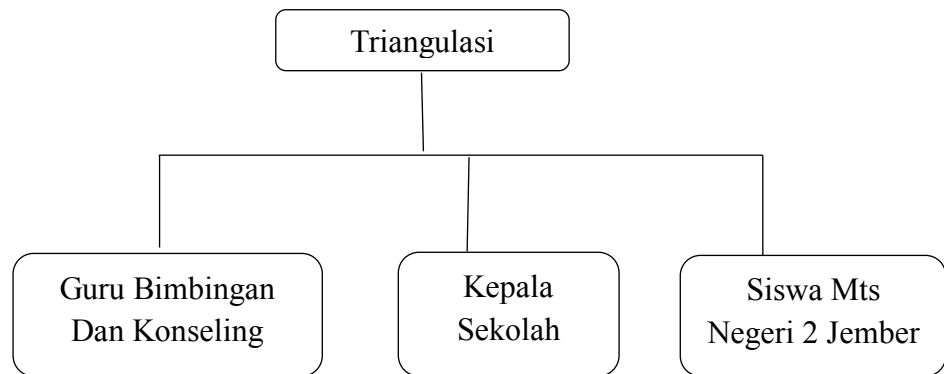 Triangulasi
Guru Bimbingan
Dan Konseling
Kepala
Sekolah
Siswa Mts
Negeri 2 Jember